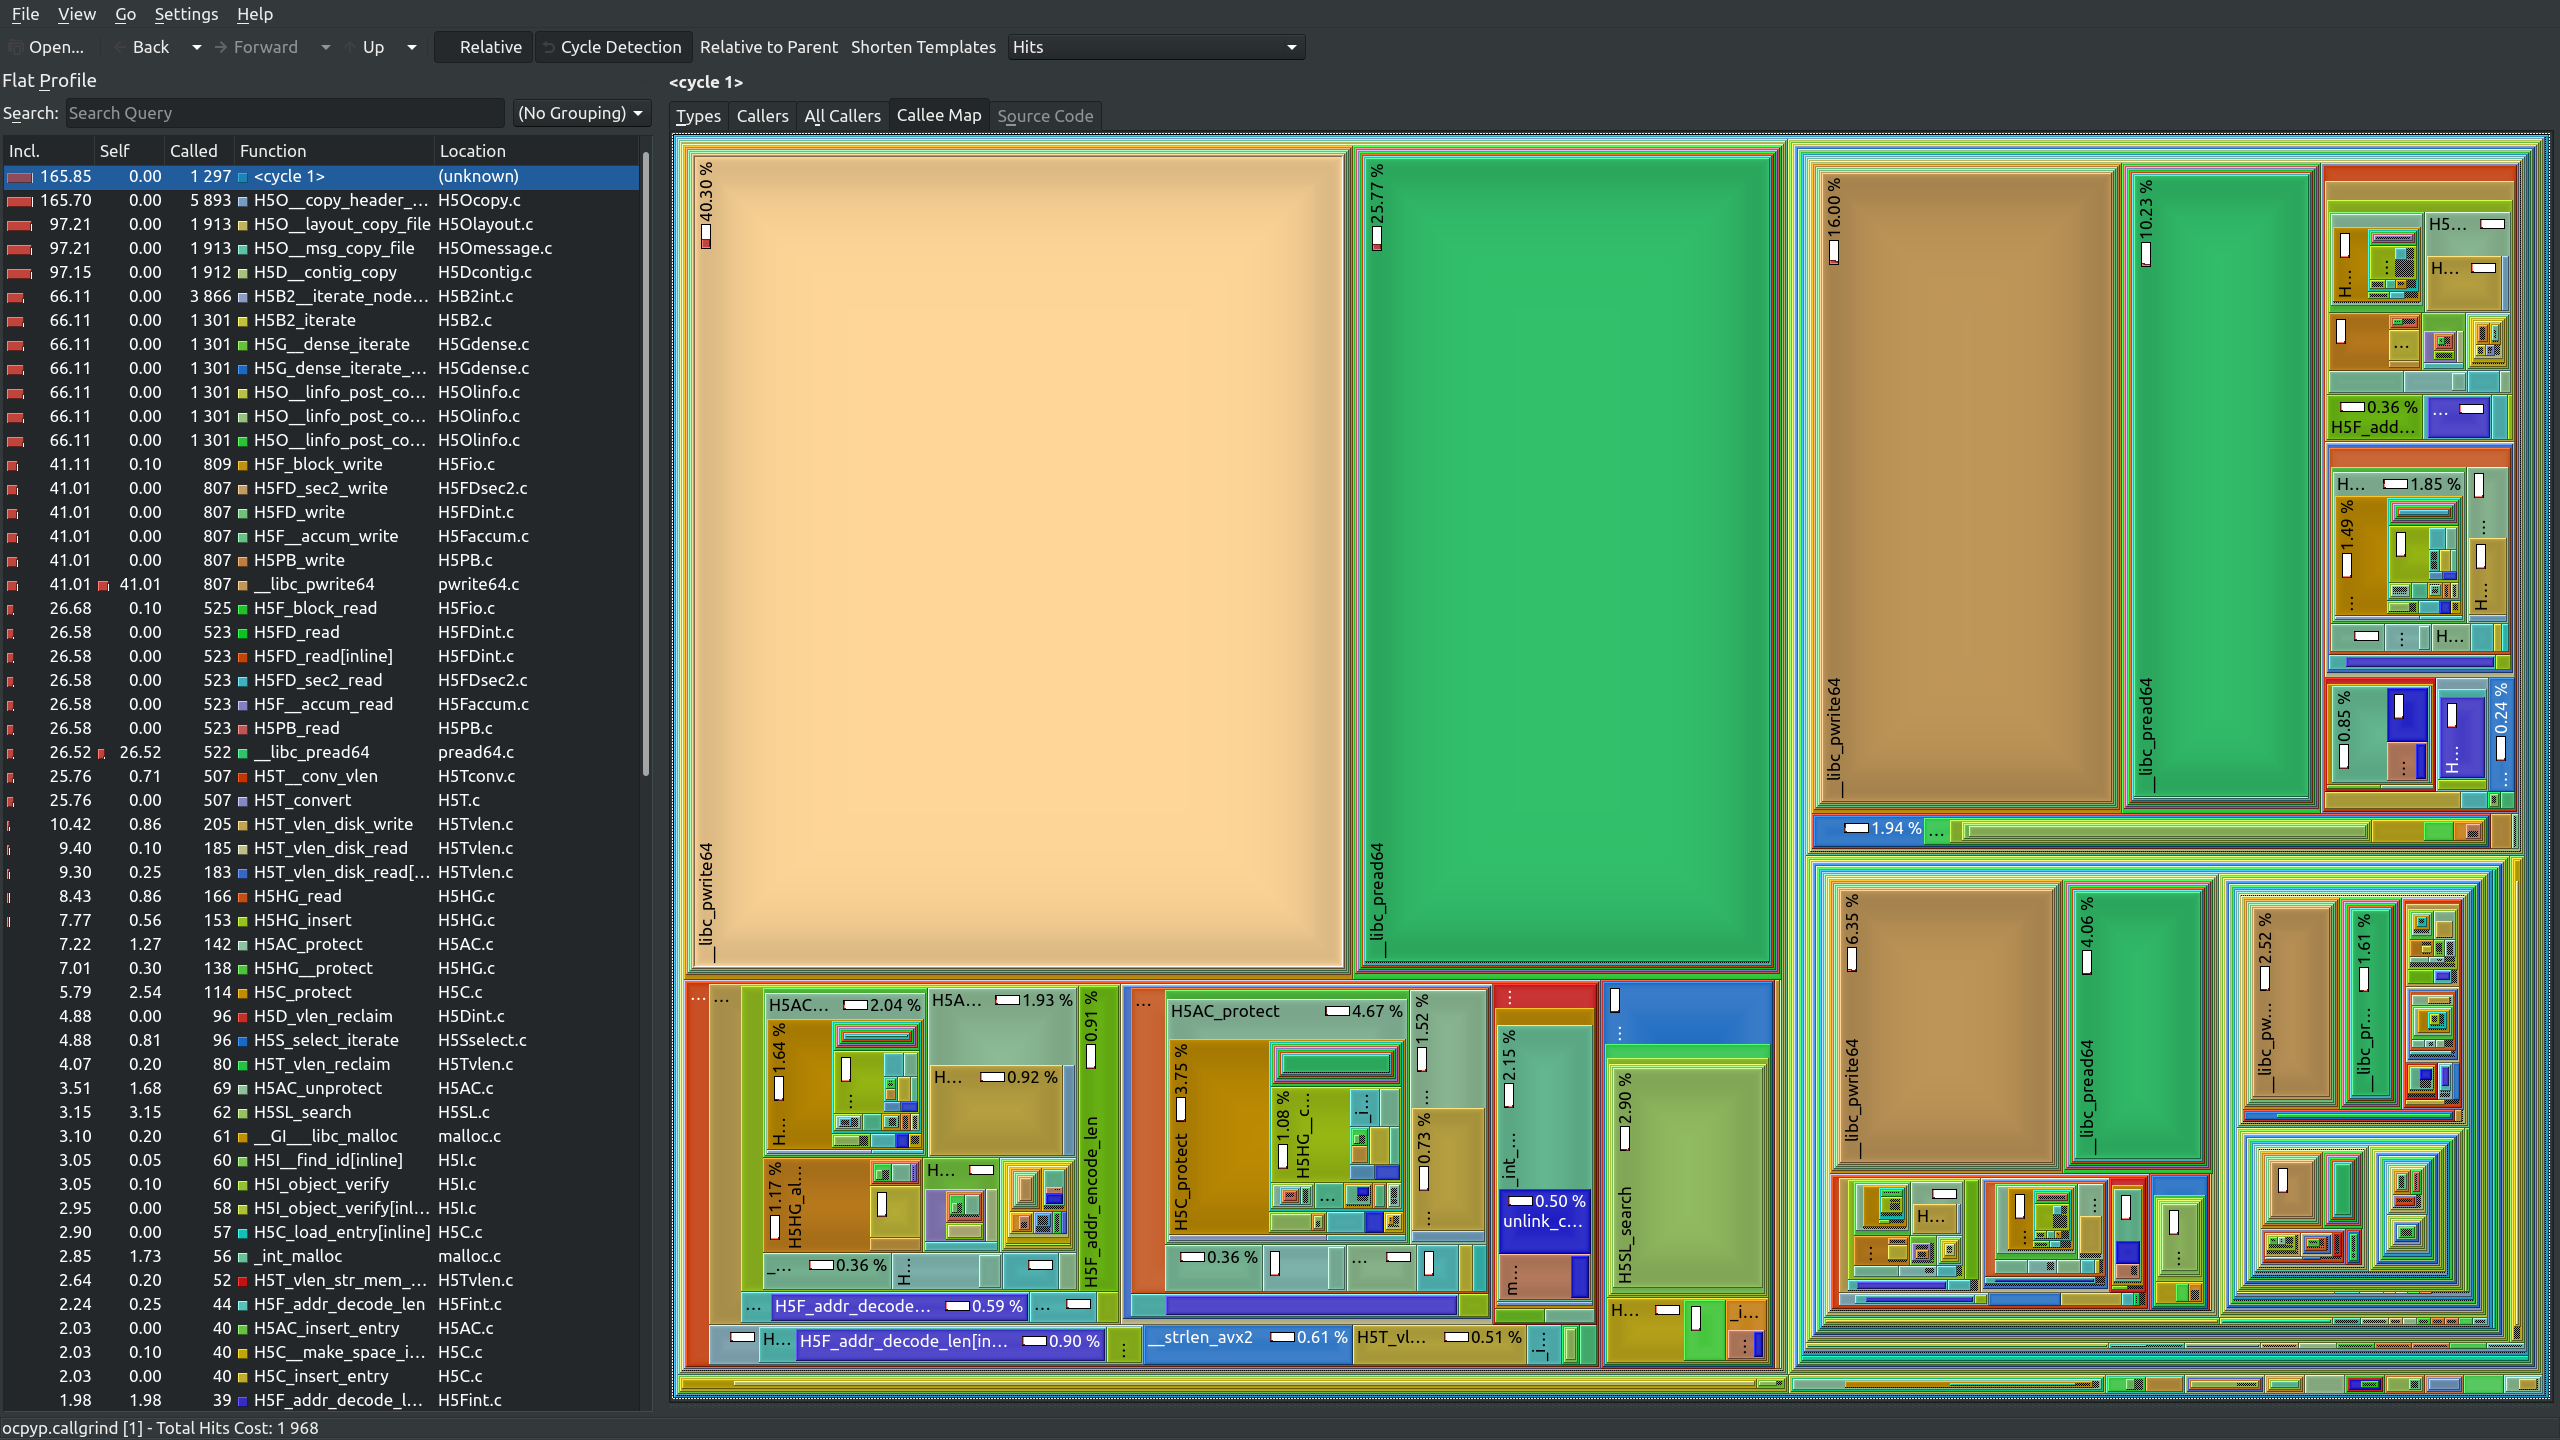 File View Go Settings Help
Open... Back Forward Up Relative Cycle Detection Relative to Parent Shorten Templates Hits
Flat Profile
Search: Search Query (No Grouping)
Incl. Self Called Function Location
165.85 0.00 1 297 <cycle 1> (unknown)
165.70 0.00 5 893 H5O__copy_header_... H5Ocopy.c
97.21 0.00 1 913 H5O__layout_copy_file H5Olayout.c
97.21 0.00 1 913 H5O__msg_copy_file H5Omessage.c
97.15 0.00 1 912 H5D__contig_copy H5Dcontig.c
66.11 0.00 3 866 H5B2__iterate_node... H5B2int.c
66.11 0.00 1 301 H5B2_iterate H5B2.c
66.11 0.00 1 301 H5G__dense_iterate H5Gdense.c
66.11 0.00 1 301 H5G_dense_iterate_... H5Gdense.c
66.11 0.00 1 301 H5O__linfo_post_co... H5Olinfo.c
66.11 0.00 1 301 H5O__linfo_post_co... H5Olinfo.c
66.11 0.00 1 301 H5O__linfo_post_co... H5Olinfo.c
41.11 0.10 809 H5F_block_write H5Fio.c
41.01 0.00 807 H5FD_sec2_write H5FDsec2.c
41.01 0.00 807 H5FD_write H5FDint.c
41.01 0.00 807 H5F__accum_write H5Faccum.c
41.01 0.00 807 H5PB_write H5PB.c
41.01 41.01 807 __libc_pwrite64 pwrite64.c
26.68 0.10 525 H5F_block_read H5Fio.c
26.58 0.00 523 H5FD_read H5FDint.c
26.58 0.00 523 H5FD_read[inline] H5FDint.c
26.58 0.00 523 H5FD_sec2_read H5FDsec2.c
26.58 0.00 523 H5F__accum_read H5Faccum.c
26.58 0.00 523 H5PB_read H5PB.c
26.52 26.52 522 __libc_pread64 pread64.c
25.76 0.71 507 H5T__conv_vlen H5Tconv.c
25.76 0.00 507 H5T_convert H5T.c
10.42 0.86 205 H5T_vlen_disk_write H5Tvlen.c
9.40 0.10 185 H5T_vlen_disk_read H5Tvlen.c
9.30 0.25 183 H5T_vlen_disk_read[... H5Tvlen.c
8.43 0.86 166 H5HG_read H5HG.c
7.77 0.56 153 H5HG_insert H5HG.c
7.22 1.27 142 H5AC_protect H5AC.c
7.01 0.30 138 H5HG__protect H5HG.c
5.79 2.54 114 H5C_protect H5C.c
4.88 0.00 96 H5D_vlen_reclaim H5Dint.c
4.88 0.81 96 H5S_select_iterate H5Sselect.c
4.07 0.20 80 H5T_vlen_reclaim H5Tvlen.c
3.51 1.68 69 H5AC_unprotect H5AC.c
3.15 3.15 62 H5SL_search H5SL.c
3.10 0.20 61 __GI___libc_malloc malloc.c
3.05 0.05 60 H5I__find_id[inline] H5I.c
3.05 0.10 60 H5I_object_verify H5I.c
2.95 0.00 58 H5I_object_verify[inl... H5I.c
2.90 0.00 57 H5C_load_entry[inline] H5C.c
2.85 1.73 56 _int_malloc malloc.c
2.64 0.20 52 H5T_vlen_str_mem_... H5Tvlen.c
2.24 0.25 44 H5F_addr_decode_len H5Fint.c
2.03 0.00 40 H5AC_insert_entry H5AC.c
2.03 0.10 40 H5C__make_space_i... H5C.c
2.03 0.00 40 H5C_insert_entry H5C.c
1.98 1.98 39 H5F_addr_decode_l... H5Fint.c
ocpyp.callgrind [1] - Total Hits Cost: 1 968
<cycle 1>
Types Callers All Callers Callee Map Source Code
__libc_pwrite64 40.30 %
__libc_pread64 25.77 %
__libc_pwrite64 16.00 %
__libc_pread64 10.23 %
H5...
H...
H...
...
...
0.36 %
H5F_add...
...
H... 1.85 %
... 1.49 %
...
H...
... H...
0.85 %
...
H...
... 0.24 %
1.94 % ...
__libc_pwrite64 6.35 %
__libc_pread64 4.06 %
__libc_pw... 2.52 %
__libc_pr... 1.61 %
H...
...
...
... ...
H5AC... 2.04 %
H... 1.64 %
...
H5A... 1.93 %
H... 0.92 %
H5F_addr_encode_len 0.91 %
H5HG_al... 1.17 %
H...
_... 0.36 %
H...
... H5F_addr_decode... 0.59 % ...
H... H5F_addr_decode_len[in... 0.90 % ...
...
H5AC_protect 4.67 %
H5C_protect 3.75 %
H5HG__c... 1.08 %
_i...
...
... 1.52 %
... 0.73 %
0.36 % ...
__strlen_avx2 0.61 % H5T_vl... 0.51 % _i...
...
_int_... 2.15 %
0.50 %
unlink_c...
m...
...
H5SL_search 2.90 %
H... _i...
...